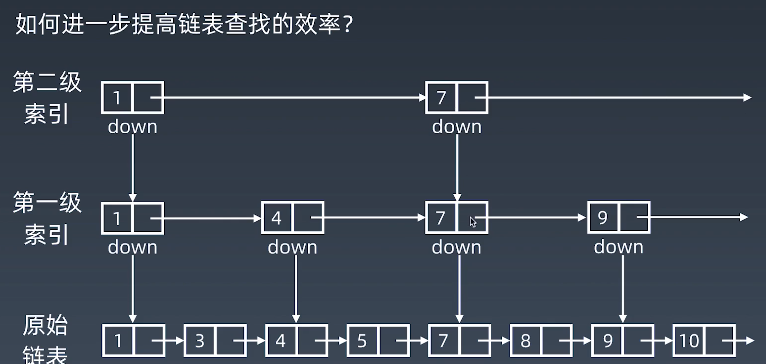 如何进一步提高链表查找的效率？
第二级
索引
1 7
down down
第一级
索引
1 4 7 9
down down down down
原始
链表
1 3 4 5 7 8 9 10